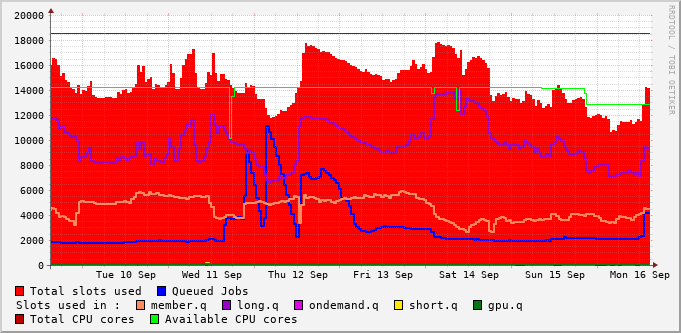 20000
18000
16000
14000
12000
10000
8000
6000
4000
2000
0
Tue 10 Sep Wed 11 Sep Thu 12 Sep Fri 13 Sep Sat 14 Sep Sun 15 Sep Mon 16 Sep
Total slots used Queued Jobs
Slots used in : member.q long.q ondemand.q short.q gpu.q
Total CPU cores Available CPU cores
RRDTOOL / TOBI OETIKER